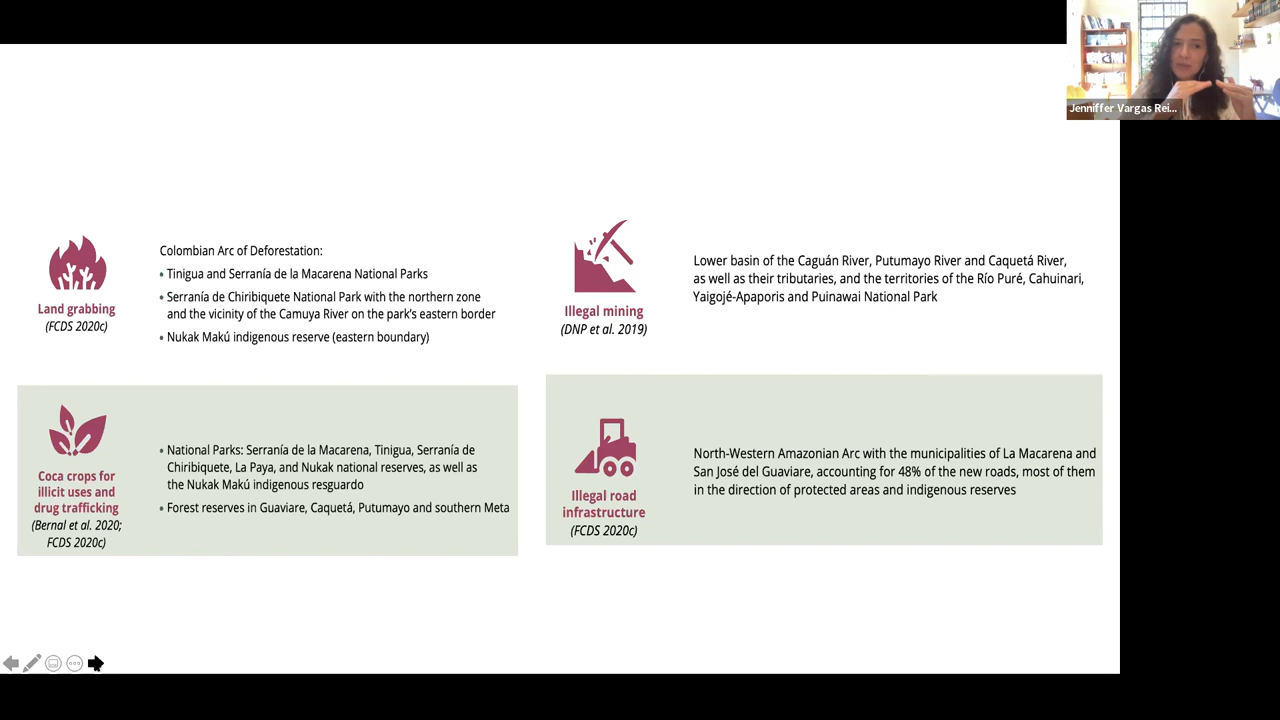 Jenniffer Vargas Rei...
Land grabbing
(FCDS 2020c)
Colombian Arc of Deforestation:
• Tinigua and Serranía de la Macarena National Parks
• Serranía de Chiribiquete National Park with the northern zone
and the vicinity of the Camuya River on the park's eastern border
• Nukak Makú indigenous reserve (eastern boundary)
Illegal mining
(DNP et al. 2019)
Lower basin of the Caguán River, Putumayo River and Caquetá River,
as well as their tributaries, and the territories of the Río Puré, Cahuinari,
Yaigojé-Apaporis and Puinawai National Park
Coca crops for
illicit uses and
drug trafficking
(Bernal et al. 2020;
FCDS 2020c)
• National Parks: Serranía de la Macarena, Tinigua, Serranía de
Chiribiquete, La Paya, and Nukak national reserves, as well as
the Nukak Makú indigenous resguardo
• Forest reserves in Guaviare, Caquetá, Putumayo and southern Meta
Illegal road
infrastructure
(FCDS 2020c)
North-Western Amazonian Arc with the municipalities of La Macarena and
San José del Guaviare, accounting for 48% of the new roads, most of them
in the direction of protected areas and indigenous reserves